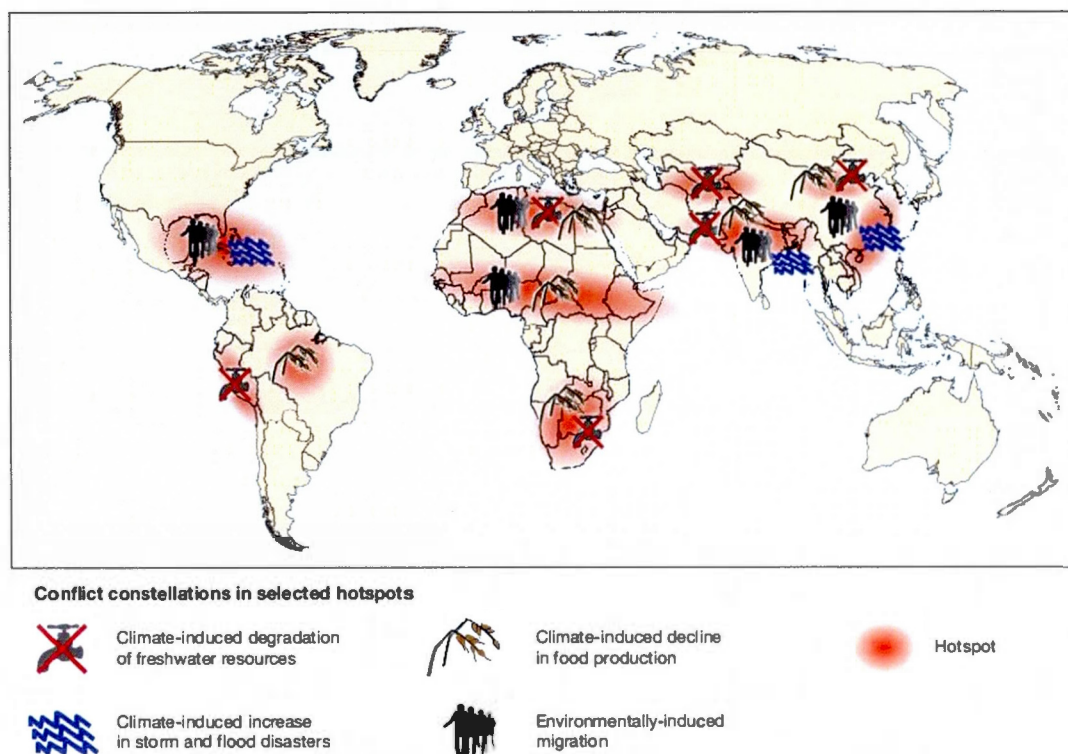 Conflict constellations in selected hotspots
Climate-induced degradation
of freshwater resources
Climate-induced decline
in food production
Hotspot
Climate-induced increase
in storm and flood disasters
Environmentally-induced
migration